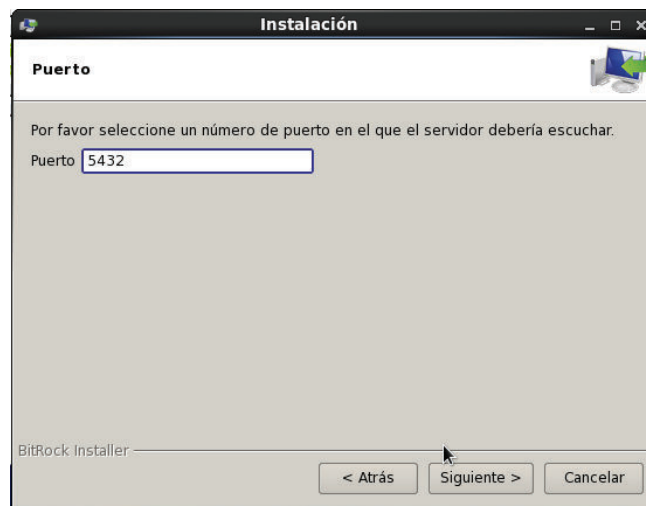 Instalación
Puerto
Por favor seleccione un número de puerto en el que el servidor debería escuchar.
Puerto 5432
BitRock Installer
< Atrás Siguiente > Cancelar